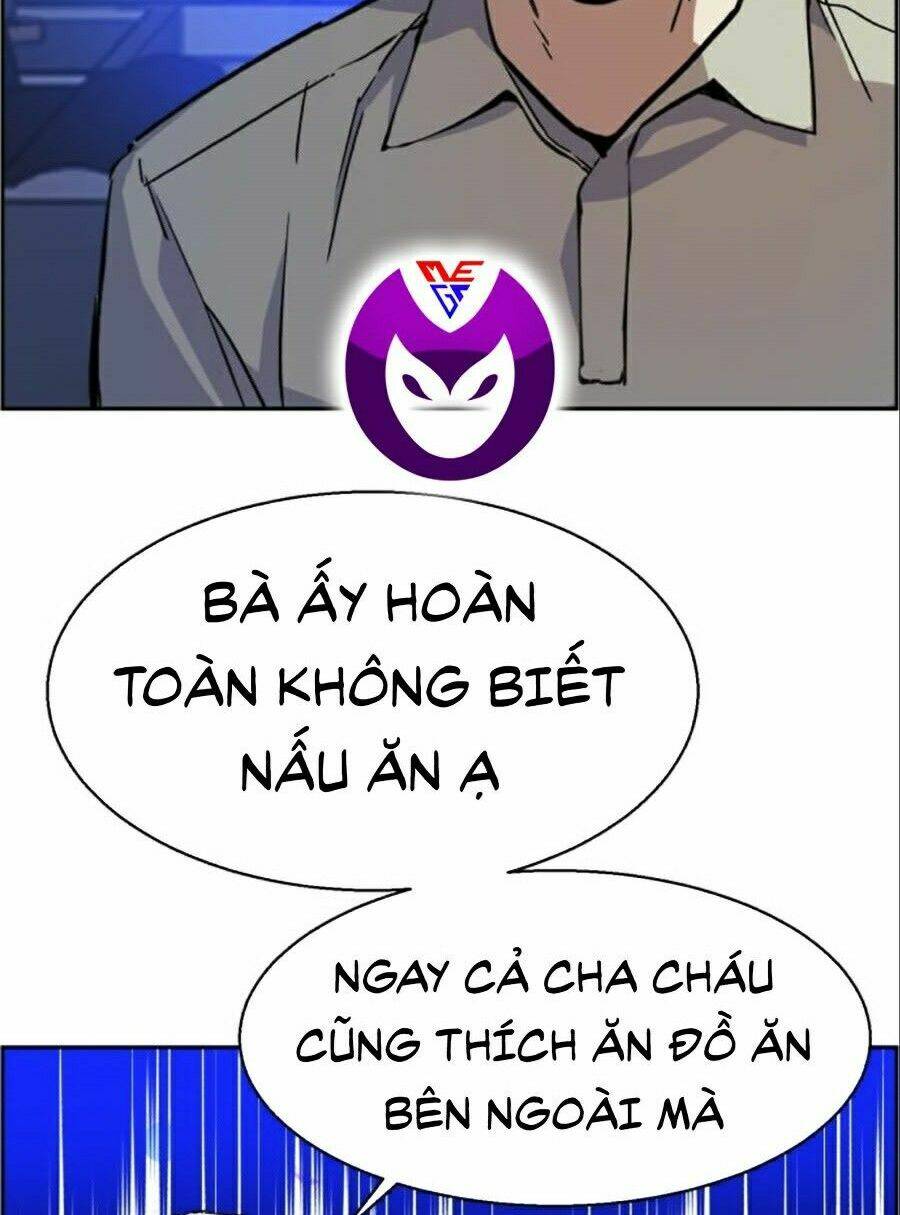 MEGF
BÀ ẤY HOÀN
TOÀN KHÔNG BIẾT
NẤU ĂN Ạ
NGAY CẢ CHA CHÁU
CŨNG THÍCH ĂN ĐỒ ĂN
BÊN NGOÀI MÀ